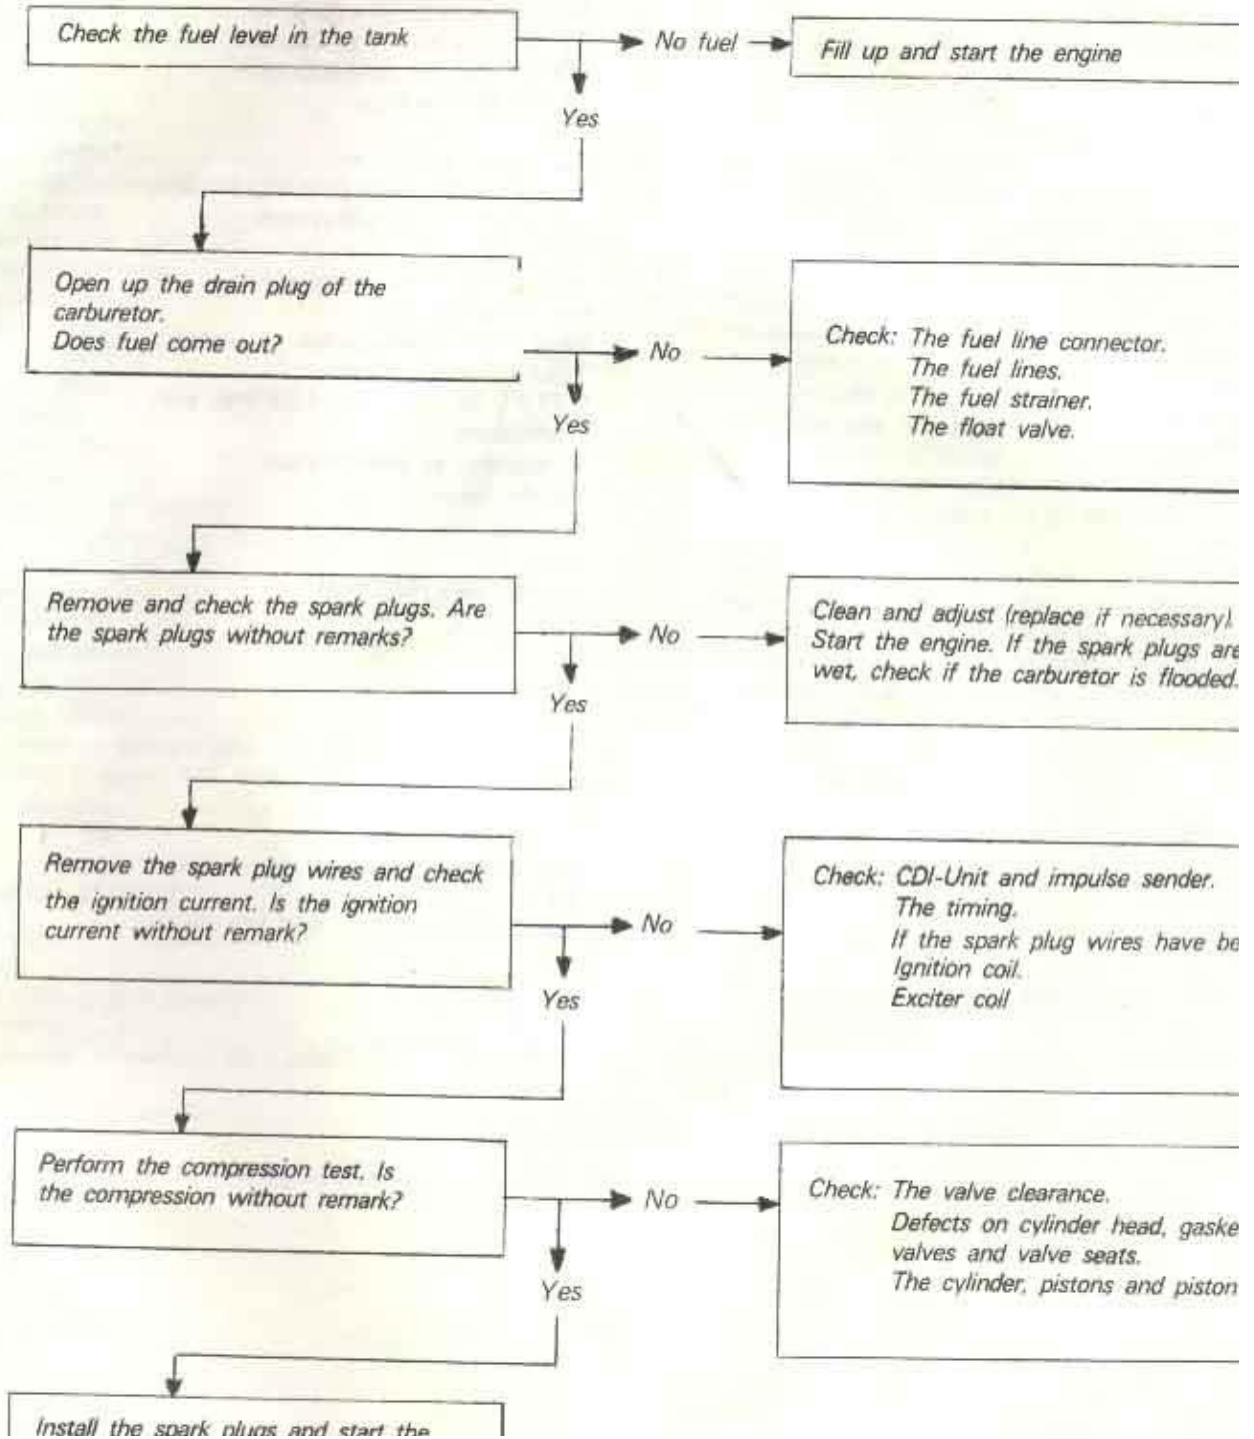 Check the fuel level in the tank
No fuel
Fill up and start the engine
Yes
Open up the drain plug of the
carburetor.
Does fuel come out?
No
Check: The fuel line connector.
The fuel lines.
The fuel strainer.
The float valve.
Yes
Remove and check the spark plugs. Are
the spark plugs without remarks?
No
Clean and adjust (replace if necessary).
Start the engine. If the spark plugs are
wet, check if the carburetor is flooded.
Yes
Remove the spark plug wires and check
the ignition current. Is the ignition
current without remark?
No
Check: CDI-Unit and impulse sender.
The timing.
If the spark plug wires have be
Ignition coil.
Exciter coil
Yes
Perform the compression test. Is
the compression without remark?
No
Check: The valve clearance.
Defects on cylinder head, gaske
valves and valve seats.
The cylinder, pistons and piston
Yes
Install the spark plugs and start the